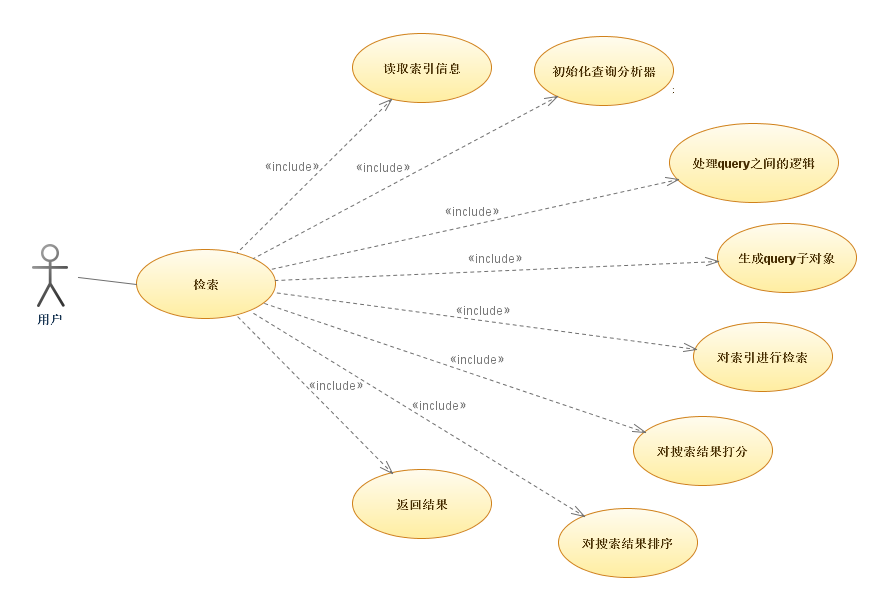 读取索引信息
初始化查询分析器
:
«include»
«include»
处理query之间的逻辑
«include»
生成query子对象
«include»
检索
用户
«include»
对索引进行检索
«include»
«include»
«include»
对搜索结果打分
返回结果
对搜索结果排序